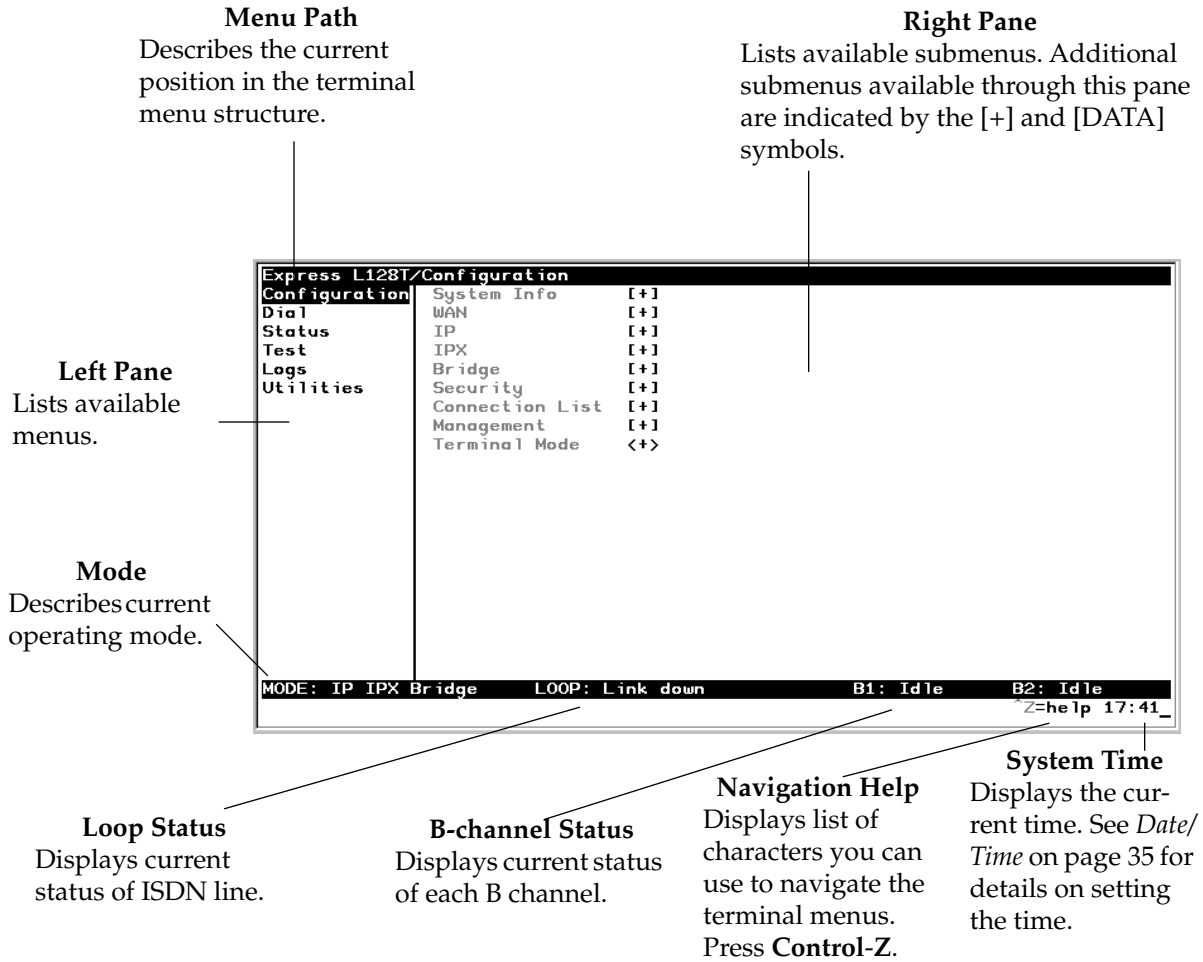 Menu Path
Describes the current
position in the terminal
menu structure.
Right Pane
Lists available submenus. Additional
submenus available through this pane
are indicated by the [+] and [DATA]
symbols.
Express L128T/Configuration
Configuration System Info [+]
Dial WAN [+]
Status IP [+]
Test IPX [+]
Logs Bridge [+]
Utilities Security [+]
Connection List [+]
Management [+]
Terminal Mode <+>
Left Pane
Lists available
menus.
Mode
Describes current
operating mode.
MODE: IP IPX Bridge LOOP: Link down B1: Idle B2: Idle
^Z=help 17:41_
Loop Status
Displays current
status of ISDN line.
B-channel Status
Displays current status
of each B channel.
Navigation Help
Displays list of
characters you can
use to navigate the
terminal menus.
Press Control-Z.
System Time
Displays the cur-
rent time. See Date/
Time on page 35 for
details on setting
the time.